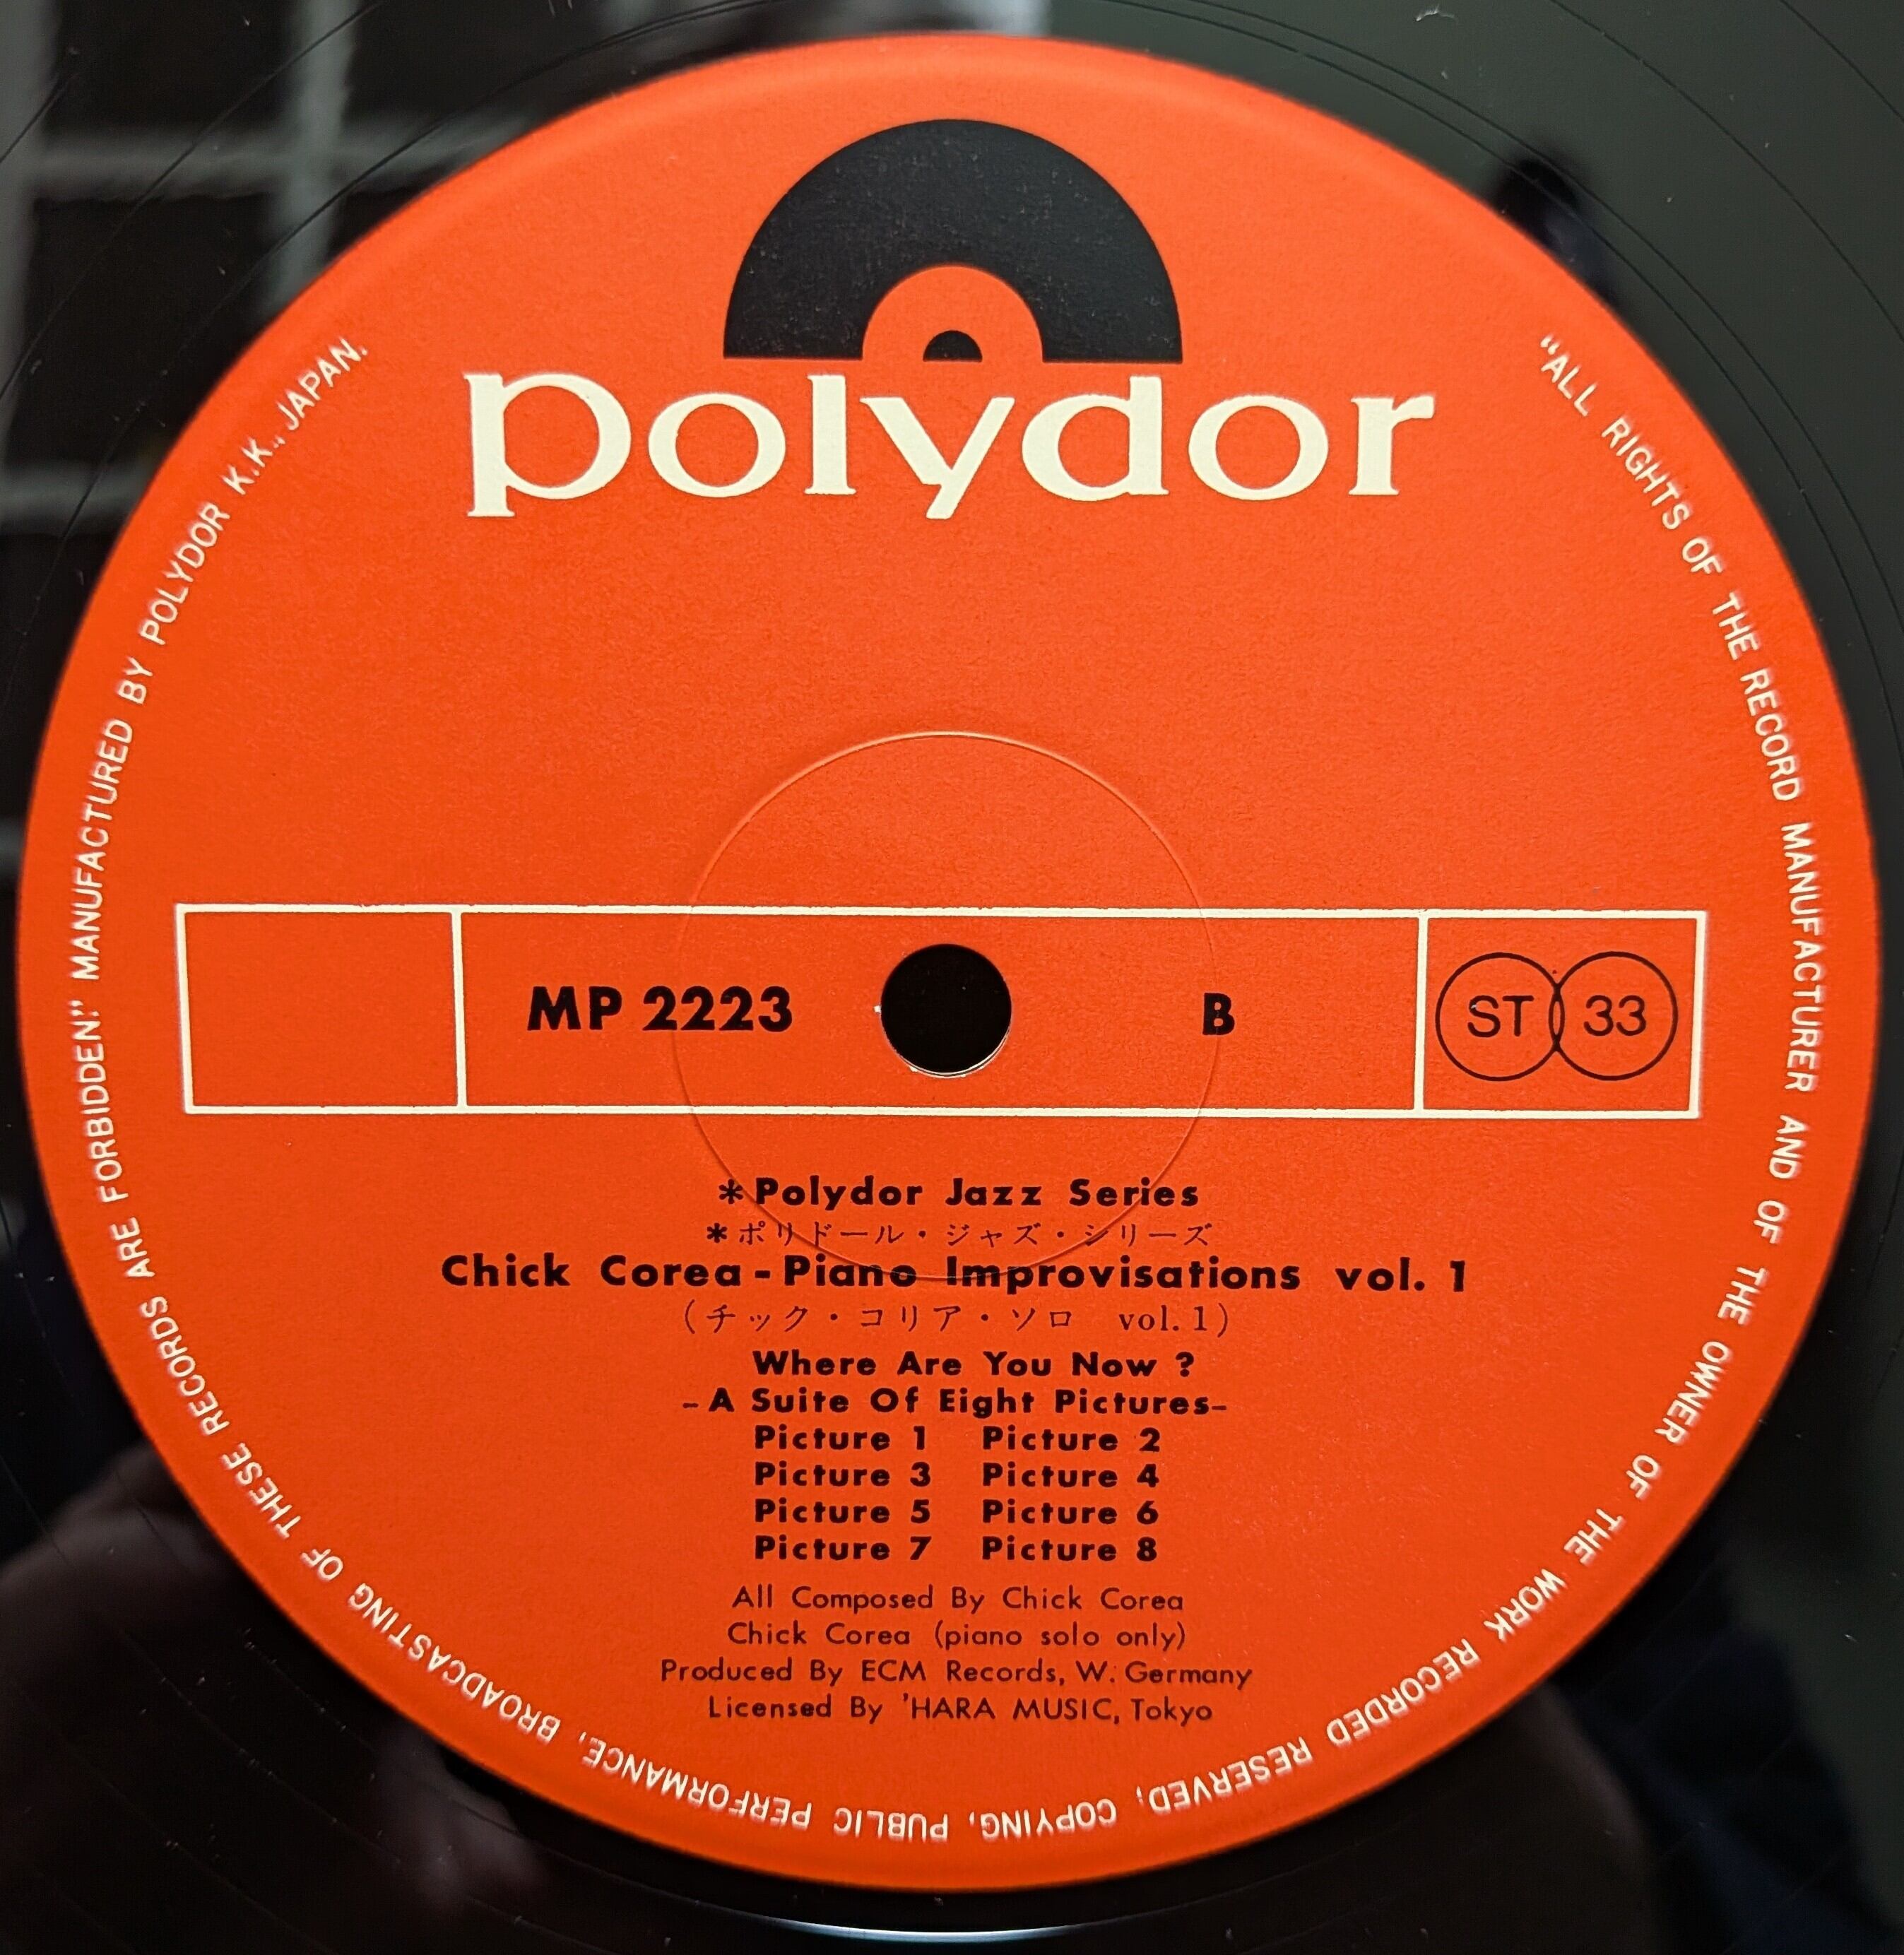 polydor
MP 2223
B
ST 33
*Polydor Jazz Series
*ポリドール・ジャズ・シリーズ
Chick Corea-Piano Improvisations vol. 1
(チック・コリア・ソロ vol. 1)
Where Are You Now ?
-A Suite Of Eight Pictures-
Picture 1 Picture 2
Picture 3 Picture 4
Picture 5 Picture 6
Picture 7 Picture 8
All Composed By Chick Corea
Chick Corea (piano solo only)
Produced By ECM Records, W. Germany
Licensed By 'HARA MUSIC, Tokyo
"ALL RIGHTS OF THE RECORD MANUFACTURER AND OF THE OWNER OF THE WORK RECORDED RESERVED; COPYING, PUBLIC PERFORMANCE, BROADCASTING OF THESE RECORDS ARE FORBIDDEN." MANUFACTURED BY POLYDOR K.K., JAPAN.